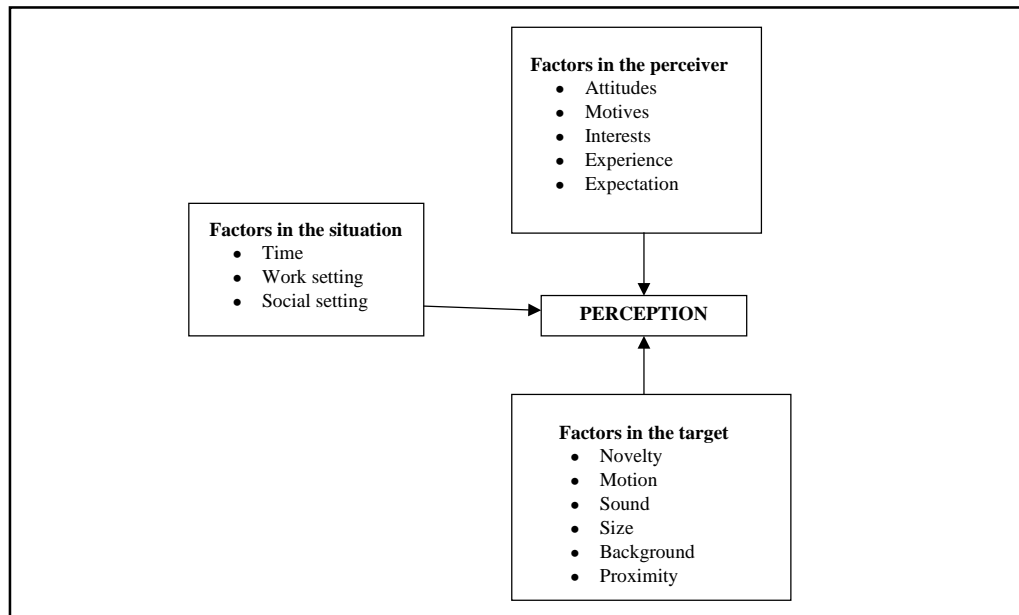 Factors in the perceiver
• Attitudes
• Motives
• Interests
• Experience
• Expectation
Factors in the situation
• Time
• Work setting
• Social setting
PERCEPTION
Factors in the target
• Novelty
• Motion
• Sound
• Size
• Background
• Proximity